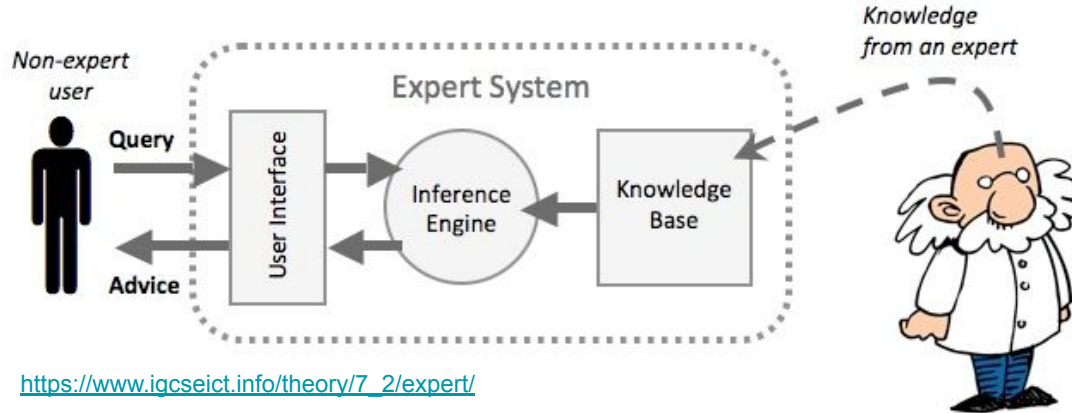 Knowledge
from an expert
Non-expert
user
Expert System
Query
User Interface
Inference
Engine
Knowledge
Base
Advice
https://www.igcseict.info/theory/7_2/expert/